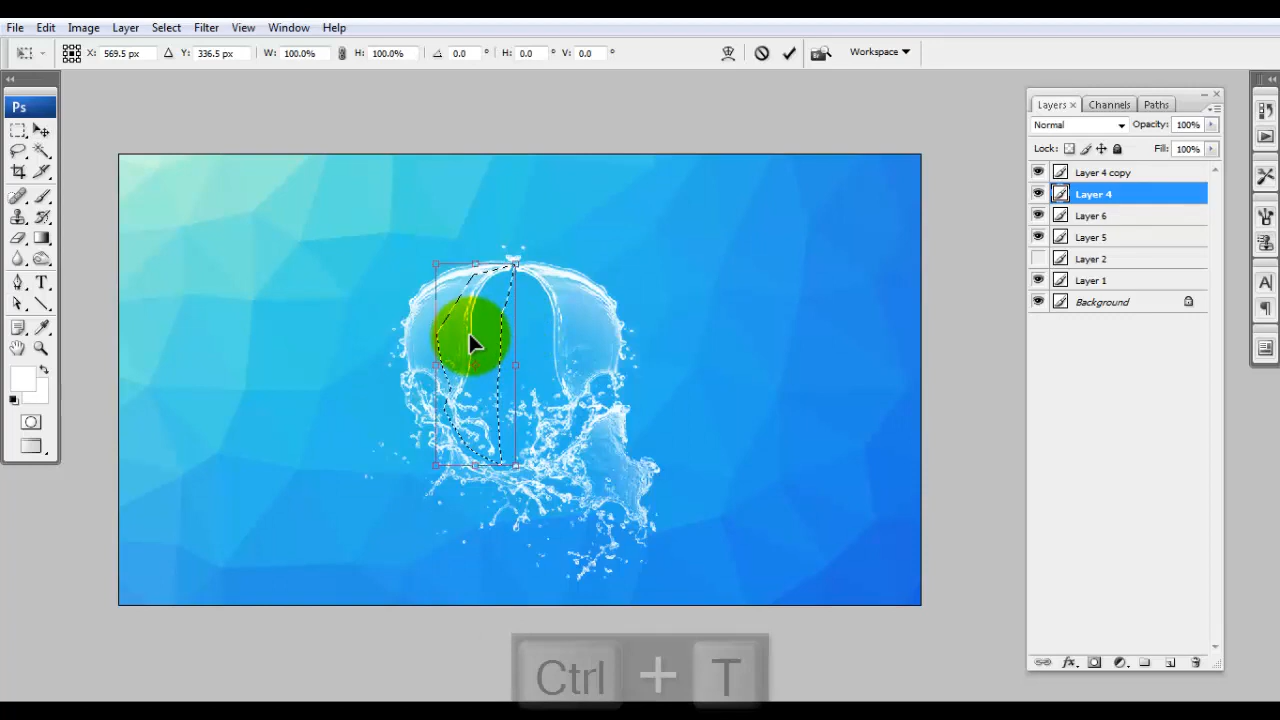 File Edit Image Layer Select Filter View Window Help
X: 569.5 px Y: 336.5 px W: 100.0% H: 100.0% 0.0 ° H: 0.0 ° V: 0.0 ° Workspace
Ps
Layers × Channels Paths
Normal Opacity: 100%
Lock: Fill: 100%
Layer 4 copy
Layer 4
Layer 6
Layer 5
Layer 2
Layer 1
Background
Ctrl + T